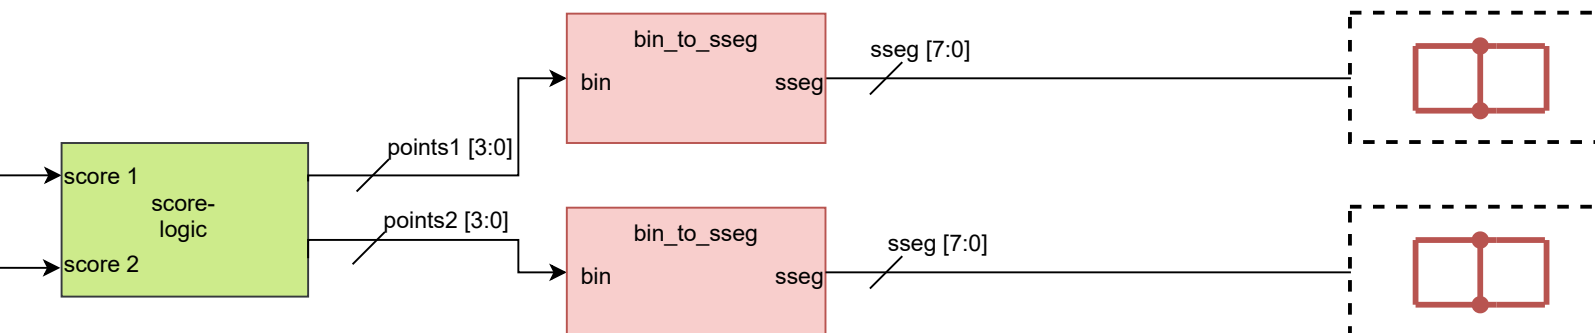 bin_to_sseg
sseg [7:0]
bin
sseg
points1 [3:0]
score 1
score-
logic
points2 [3:0]
score 2
bin_to_sseg
sseg [7:0]
bin
sseg